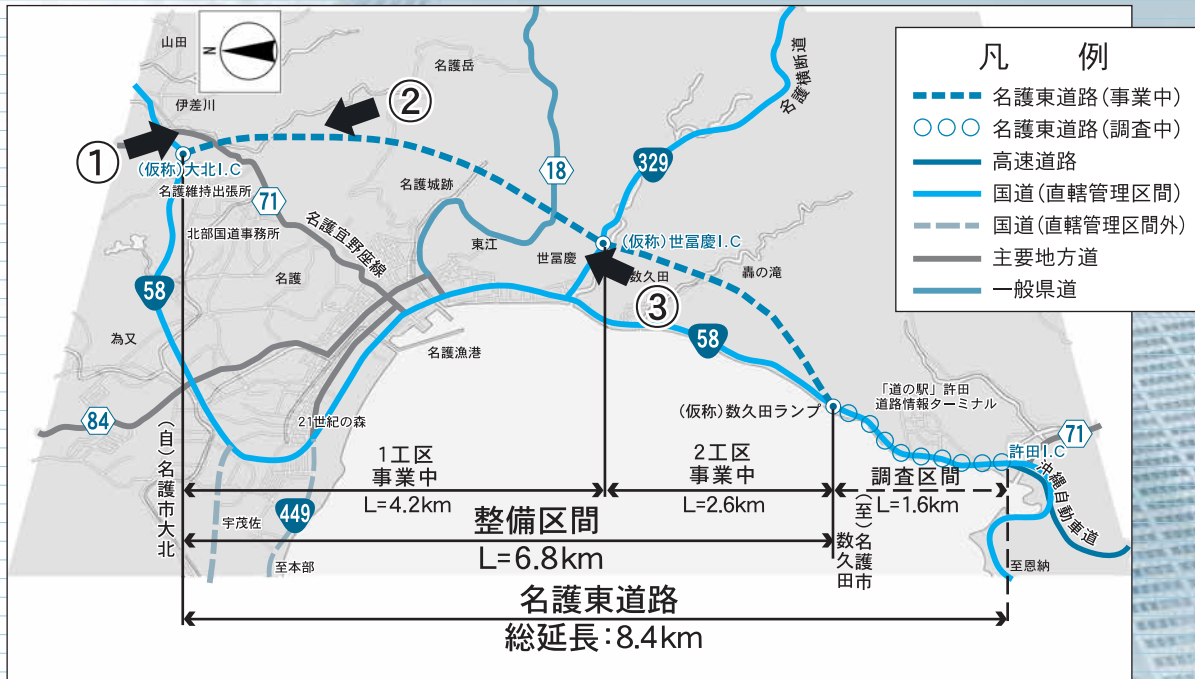 山田
N
名護岳
伊差川
②
①
(仮称)大北I.C
名護維持出張所
71
北部国道事務所
名護宜野座線
名護城跡
18
東江
名護横断道
329
世冨慶
(仮称)世冨慶I.C
数久田
轟の滝
③
名護
58
為又
58
名護漁港
84
21世紀の森
(仮称)数久田ランプ
「道の駅」許田
道路情報ターミナル
71
許田I.C
沖縄自動車道
(自)名護市大北
1工区
事業中
L=4.2km
2工区
事業中
L=2.6km
調査区間
L=1.6km
宇茂佐
449
至本部
整備区間
L=6.8km
(至)名護市
数久田
至恩納
名護東道路
総延長:8.4km
凡 例
名護東道路(事業中)
名護東道路(調査中)
高速道路
国道(直轄管理区間)
国道(直轄管理区間外)
主要地方道
一般県道